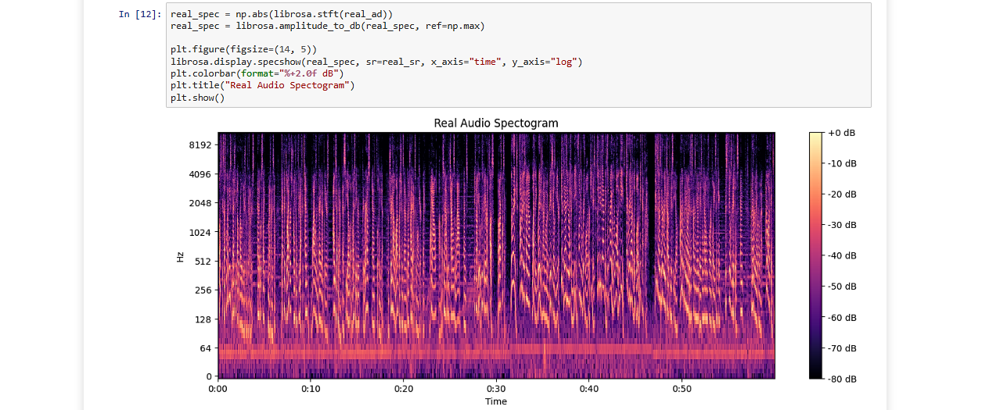 In [12]:
real_spec = np.abs(librosa.stft(real_ad))
real_spec = librosa.amplitude_to_db(real_spec, ref=np.max)
plt.figure(figsize=(14, 5))
librosa.display.specshow(real_spec, sr=real_sr, x_axis="time", y_axis="log")
plt.colorbar(format="%+2.0f dB")
plt.title("Real Audio Spectogram")
plt.show()
Real Audio Spectogram
8192
4096
2048
1024
512
256
128
64
0
Hz
0:00
0:10
0:20
0:30
0:40
0:50
Time
+0 dB
-10 dB
-20 dB
-30 dB
-40 dB
-50 dB
-60 dB
-70 dB
-80 dB